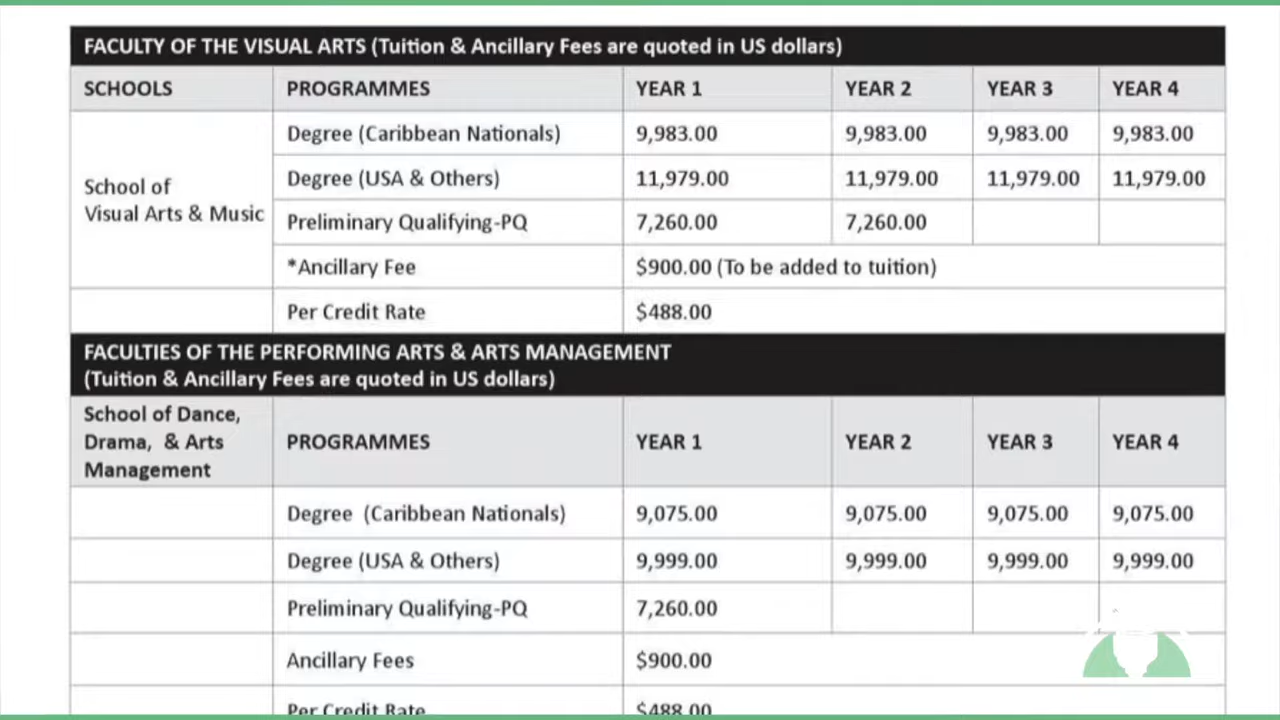 FACULTY OF THE VISUAL ARTS (Tuition & Ancillary Fees are quoted in US dollars)
SCHOOLS PROGRAMMES YEAR 1 YEAR 2 YEAR 3 YEAR 4
Degree (Caribbean Nationals) 9,983.00 9,983.00 9,983.00 9,983.00
School of
Visual Arts & Music
Degree (USA & Others) 11,979.00 11,979.00 11,979.00 11,979.00
Preliminary Qualifying-PQ 7,260.00 7,260.00
*Ancillary Fee $900.00 (To be added to tuition)
Per Credit Rate $488.00
FACULTIES OF THE PERFORMING ARTS & ARTS MANAGEMENT
(Tuition & Ancillary Fees are quoted in US dollars)
School of Dance,
Drama, & Arts
Management
PROGRAMMES YEAR 1 YEAR 2 YEAR 3 YEAR 4
Degree (Caribbean Nationals) 9,075.00 9,075.00 9,075.00 9,075.00
Degree (USA & Others) 9,999.00 9,999.00 9,999.00 9,999.00
Preliminary Qualifying-PQ 7,260.00
Ancillary Fees $900.00
Per Credit Rate $488.00